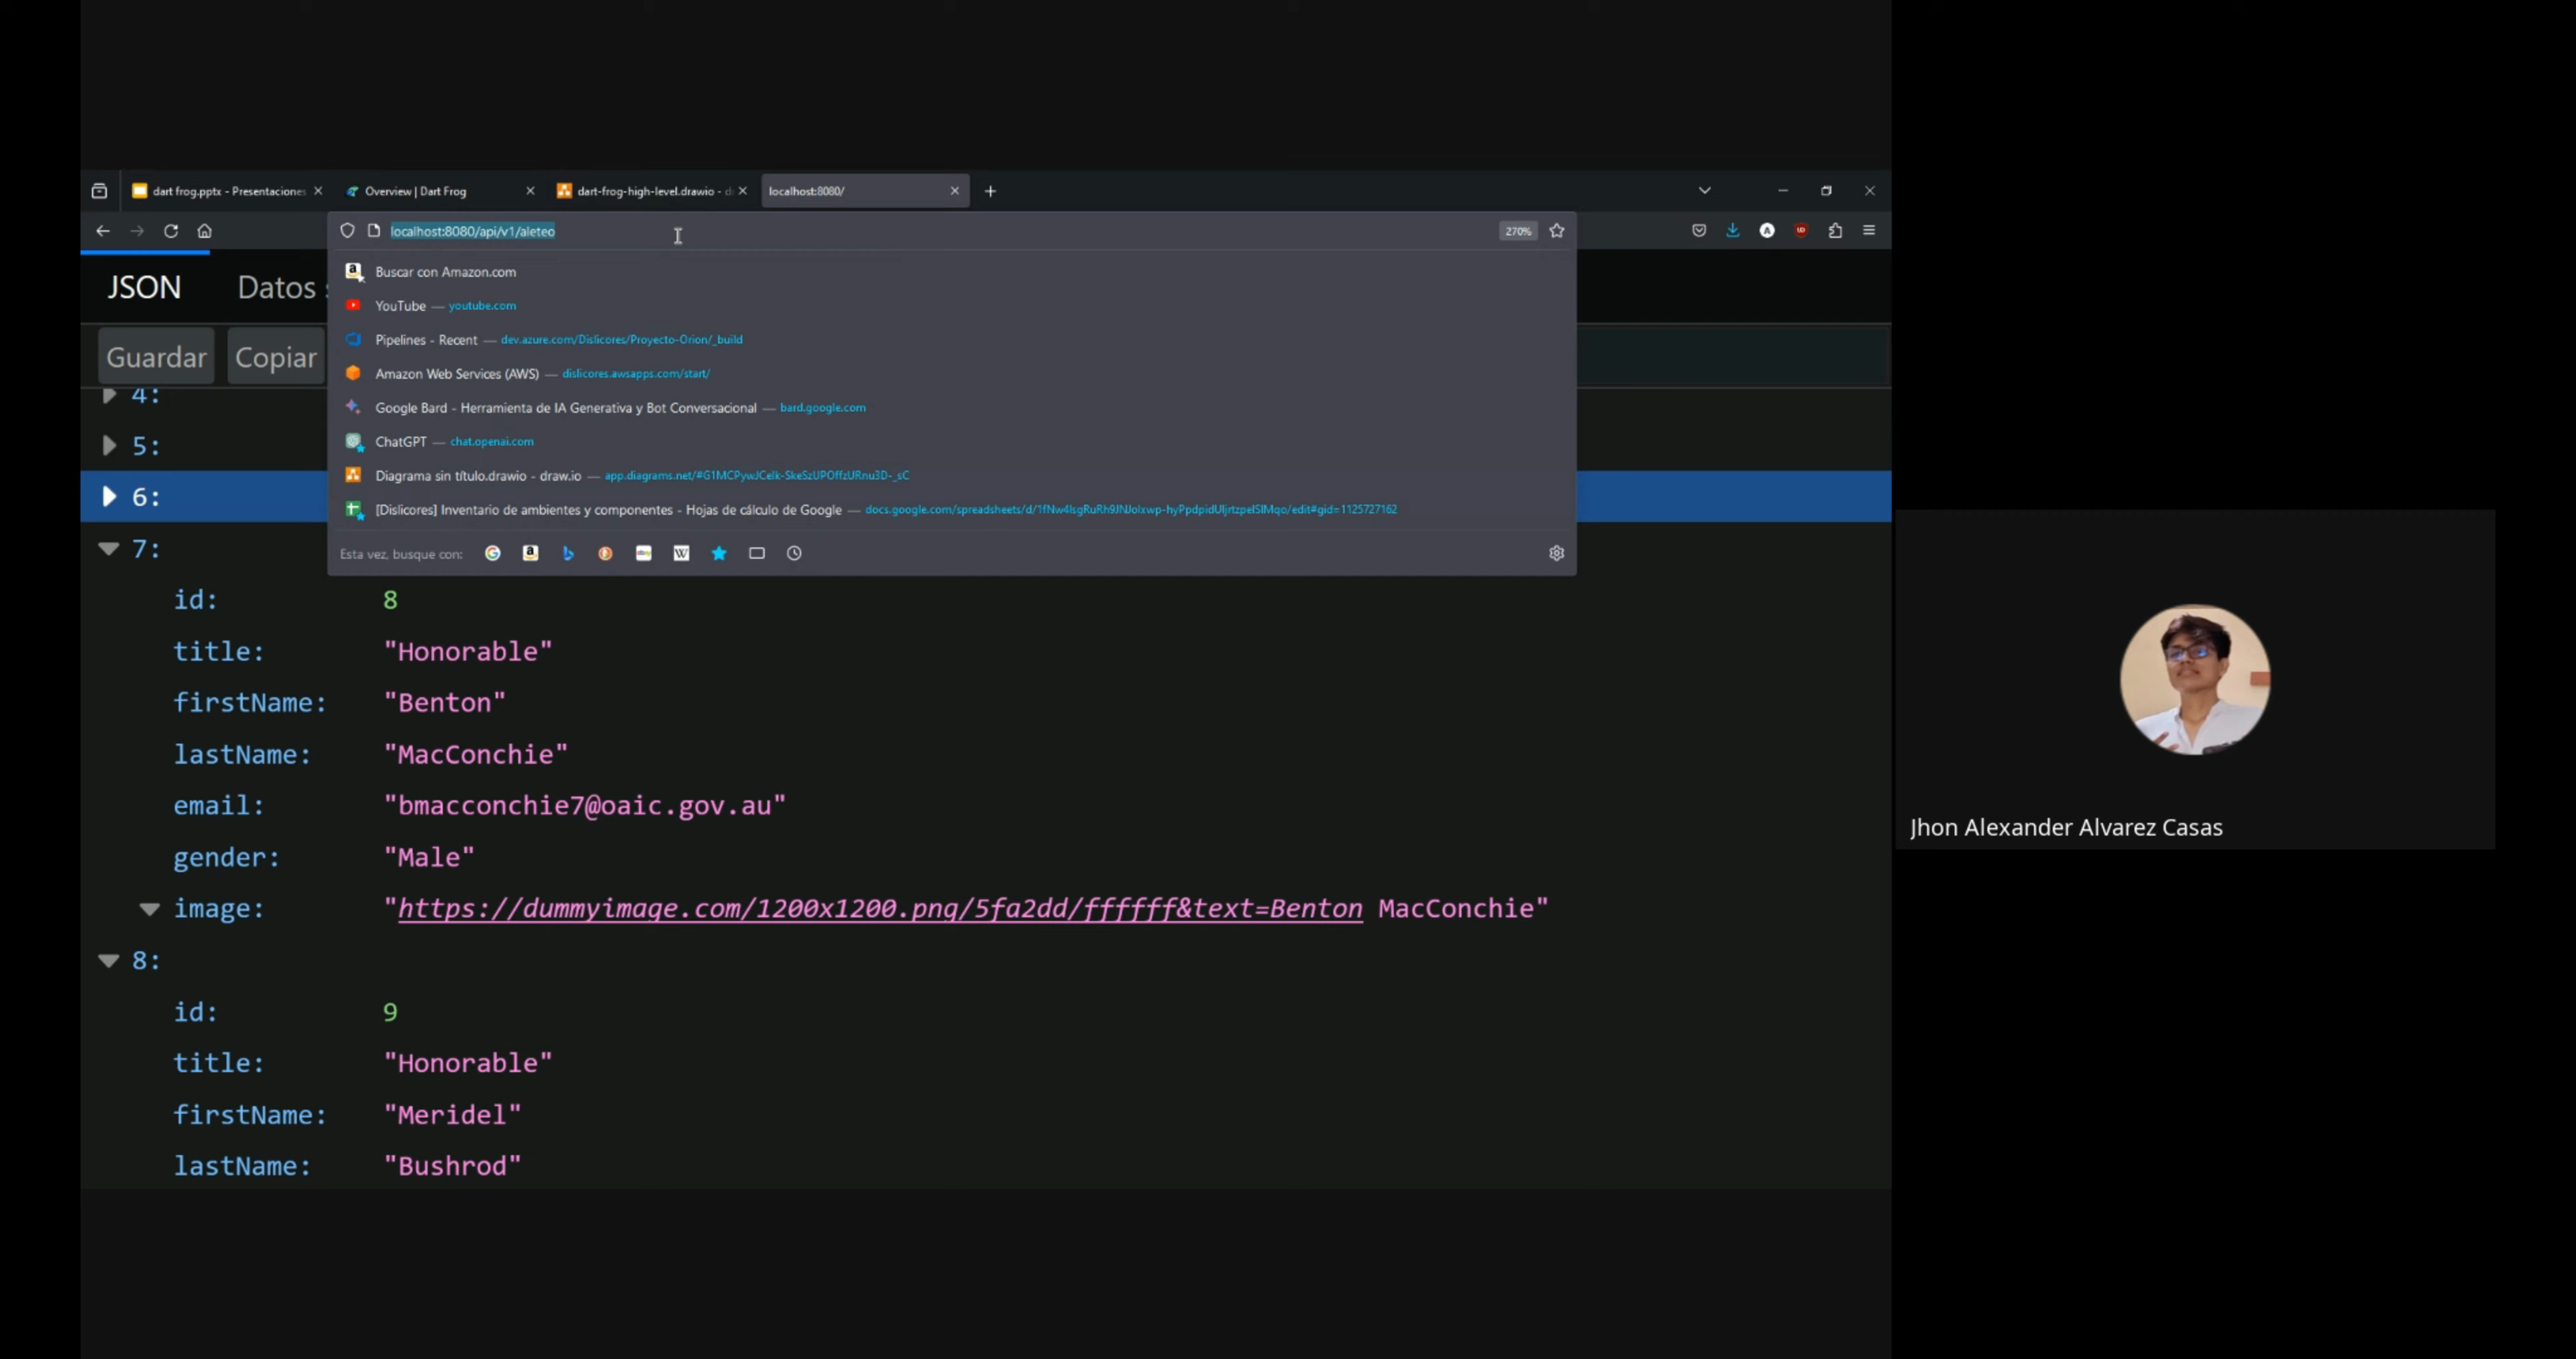 dart frog.pptx - Presentaciones
Overview | Dart Frog
dart-frog-high-level.drawio - d
localhost:8080/
localhost:8080/api/v1/aleteo
270%
Buscar con Amazon.com
YouTube — youtube.com
Pipelines - Recent — dev.azure.com/Dislicores/Proyecto-Orion/_build
Amazon Web Services (AWS) — dislicores.awsapps.com/start/
Google Bard - Herramienta de IA Generativa y Bot Conversacional — bard.google.com
ChatGPT — chat.openai.com
Diagrama sin título.drawio - draw.io —
[Dislicores] Inventario de ambientes y componentes - Hojas de cálculo de Google —
Esta vez, busque con:
JSON
Datos
Guardar
Copiar
4:
5:
6:
7:
id: 8
title: "Honorable"
firstName: "Benton"
lastName: "MacConchie"
email: "bmacconchie7@oaic.gov.au"
gender: "Male"
image: "https://dummyimage.com/1200x1200.png/5fa2dd/ffffff&text=Benton MacConchie"
8:
id: 9
title: "Honorable"
firstName: "Meridel"
lastName: "Bushrod"
Jhon Alexander Alvarez Casas